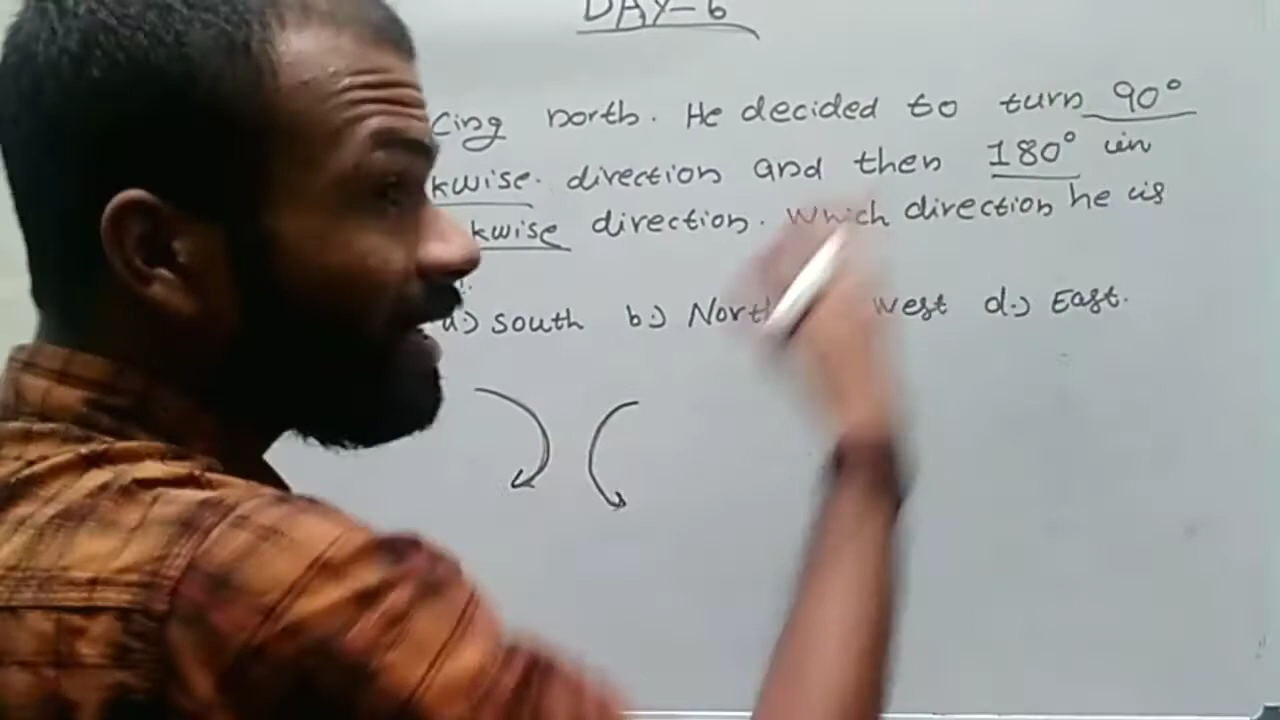 DAY-6
cing north. He decided to turn 90°
kwise. direction and then 180° in
kwise direction. Which direction he is
a.) South b.) North west d.) East.